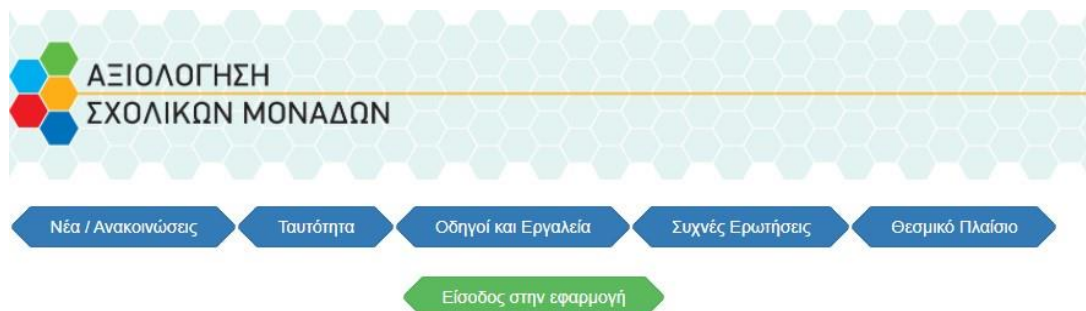 ΑΞΙΟΛΟΓΗΣΗ
ΣΧΟΛΙΚΩΝ ΜΟΝΑΔΩΝ
Νέα / Ανακοινώσεις Ταυτότητα Οδηγοί και Εργαλεία Συχνές Ερωτήσεις Θεσμικό Πλαίσιο
Είσοδος στην εφαρμογή